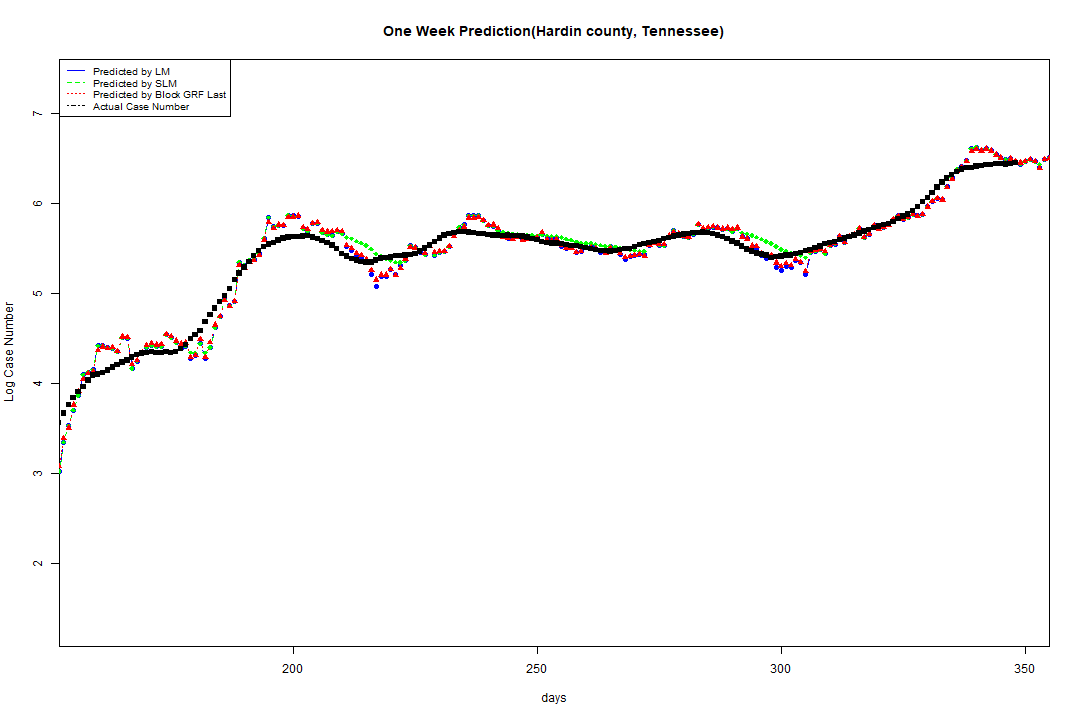 One Week Prediction(Hardin county, Tennessee)
Predicted by LM
Predicted by SLM
Predicted by Block GRF Last
Actual Case Number
7
6
5
4
3
2
Log Case Number
200 250 300 350
days